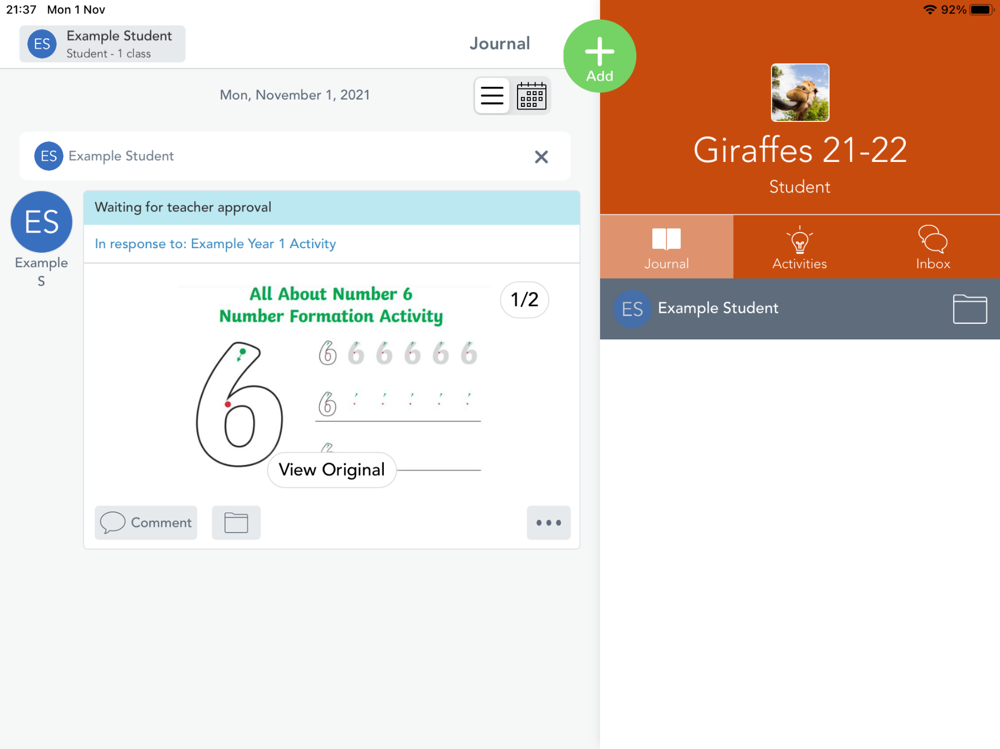 21:37 Mon 1 Nov
92%
ES Example Student
Student - 1 class
Journal
Add
Mon, November 1, 2021
ES Example Student
ES
Example
S
Waiting for teacher approval
In response to: Example Year 1 Activity
All About Number 6
Number Formation Activity
1/2
6
6 6 6 6 6 6
6
6
View Original
Comment
Giraffes 21-22
Student
Journal
Activities
Inbox
ES Example Student